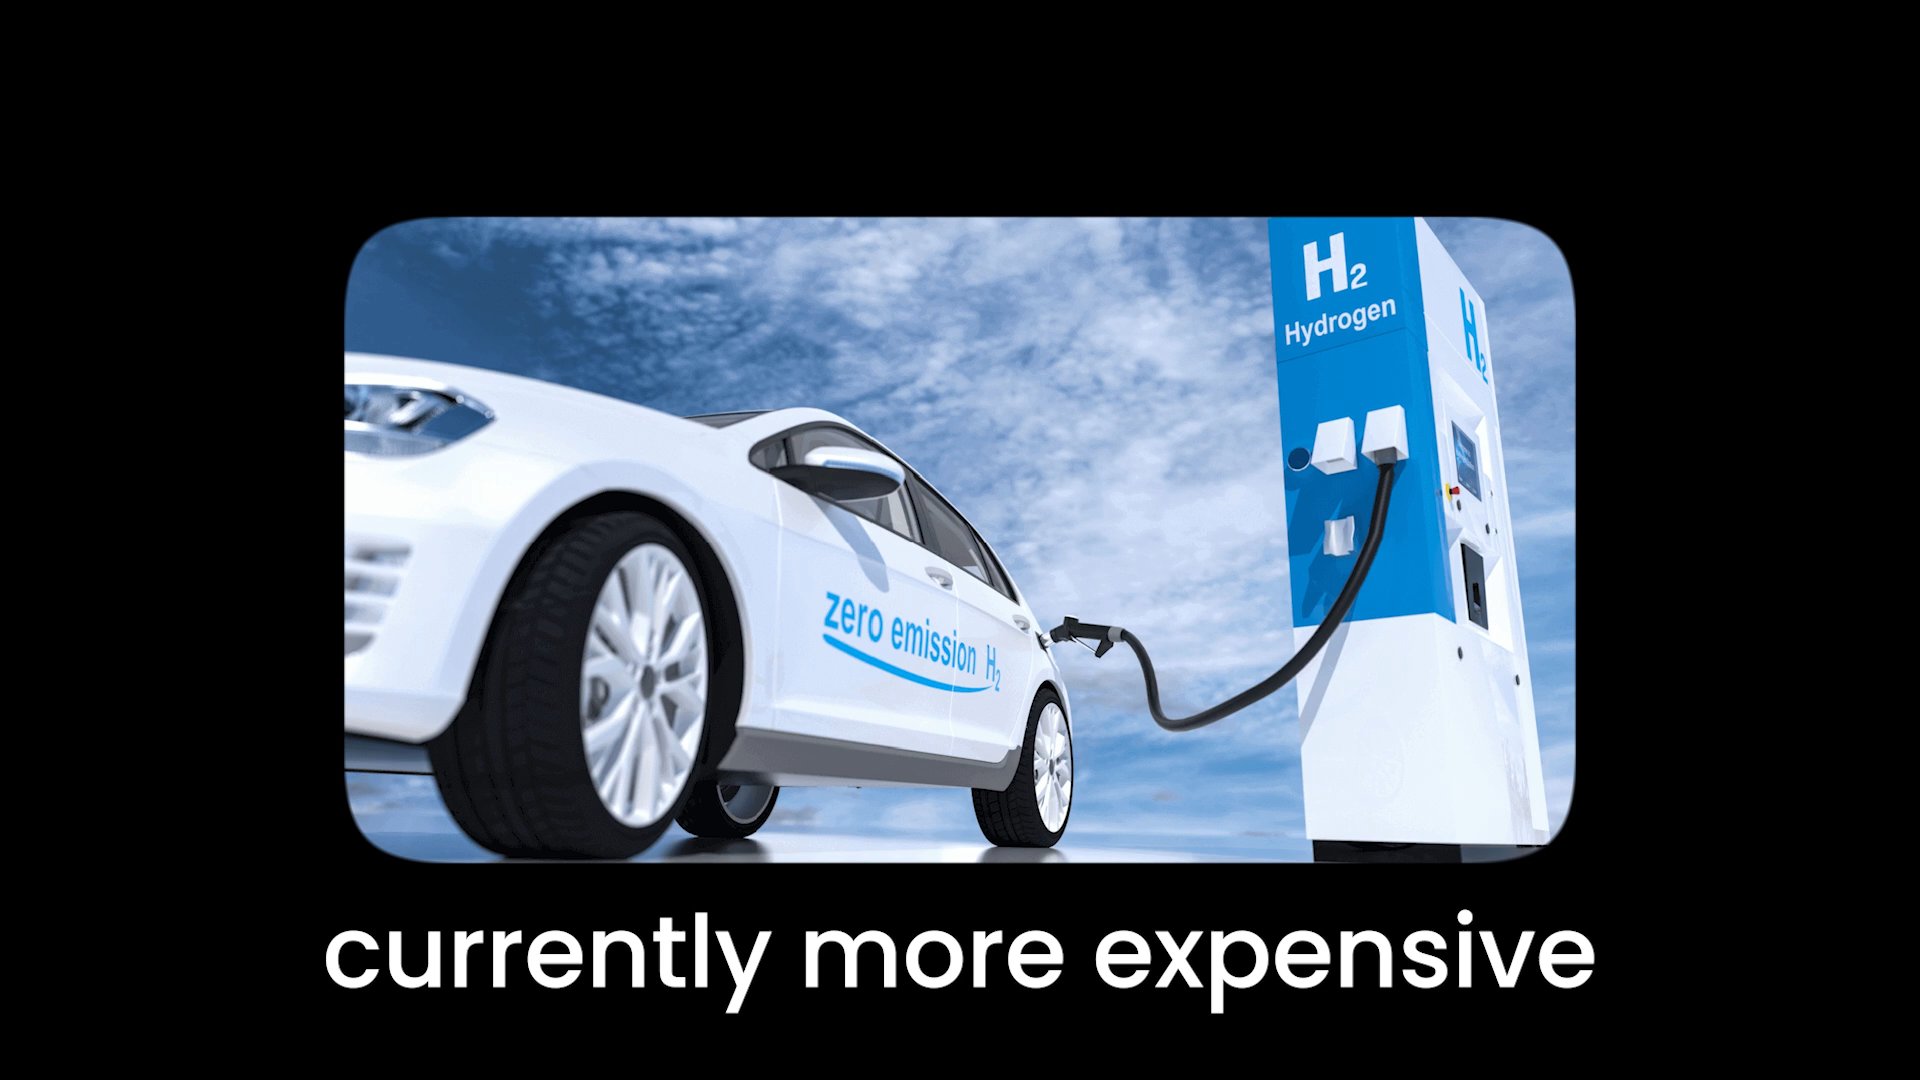 H2
Hydrogen
H2
zero emission H2
currently more expensive